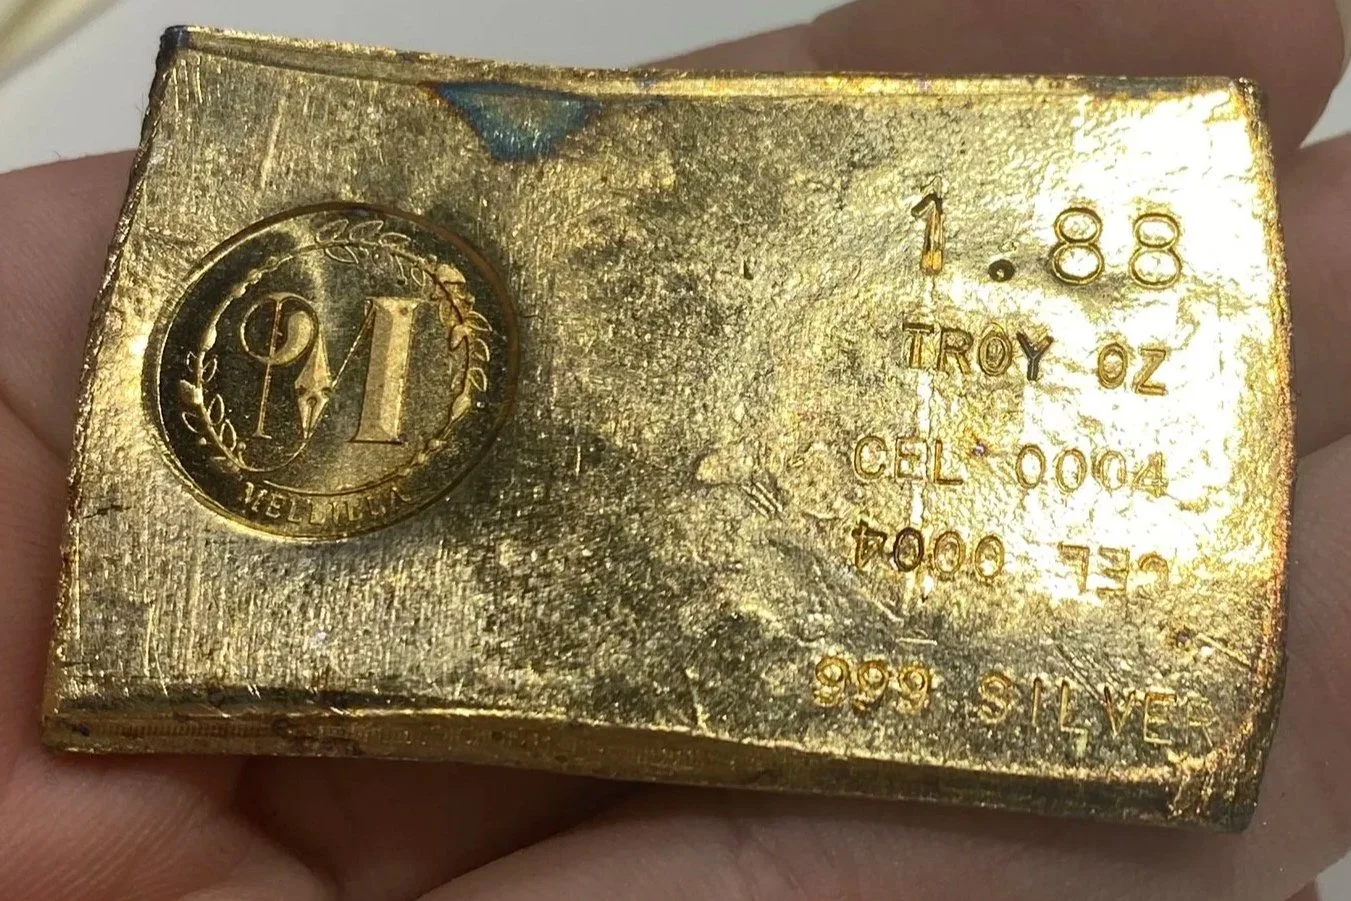 M
1.88
TROY OZ
CEL 0004
CEL 0004
999 SILVER